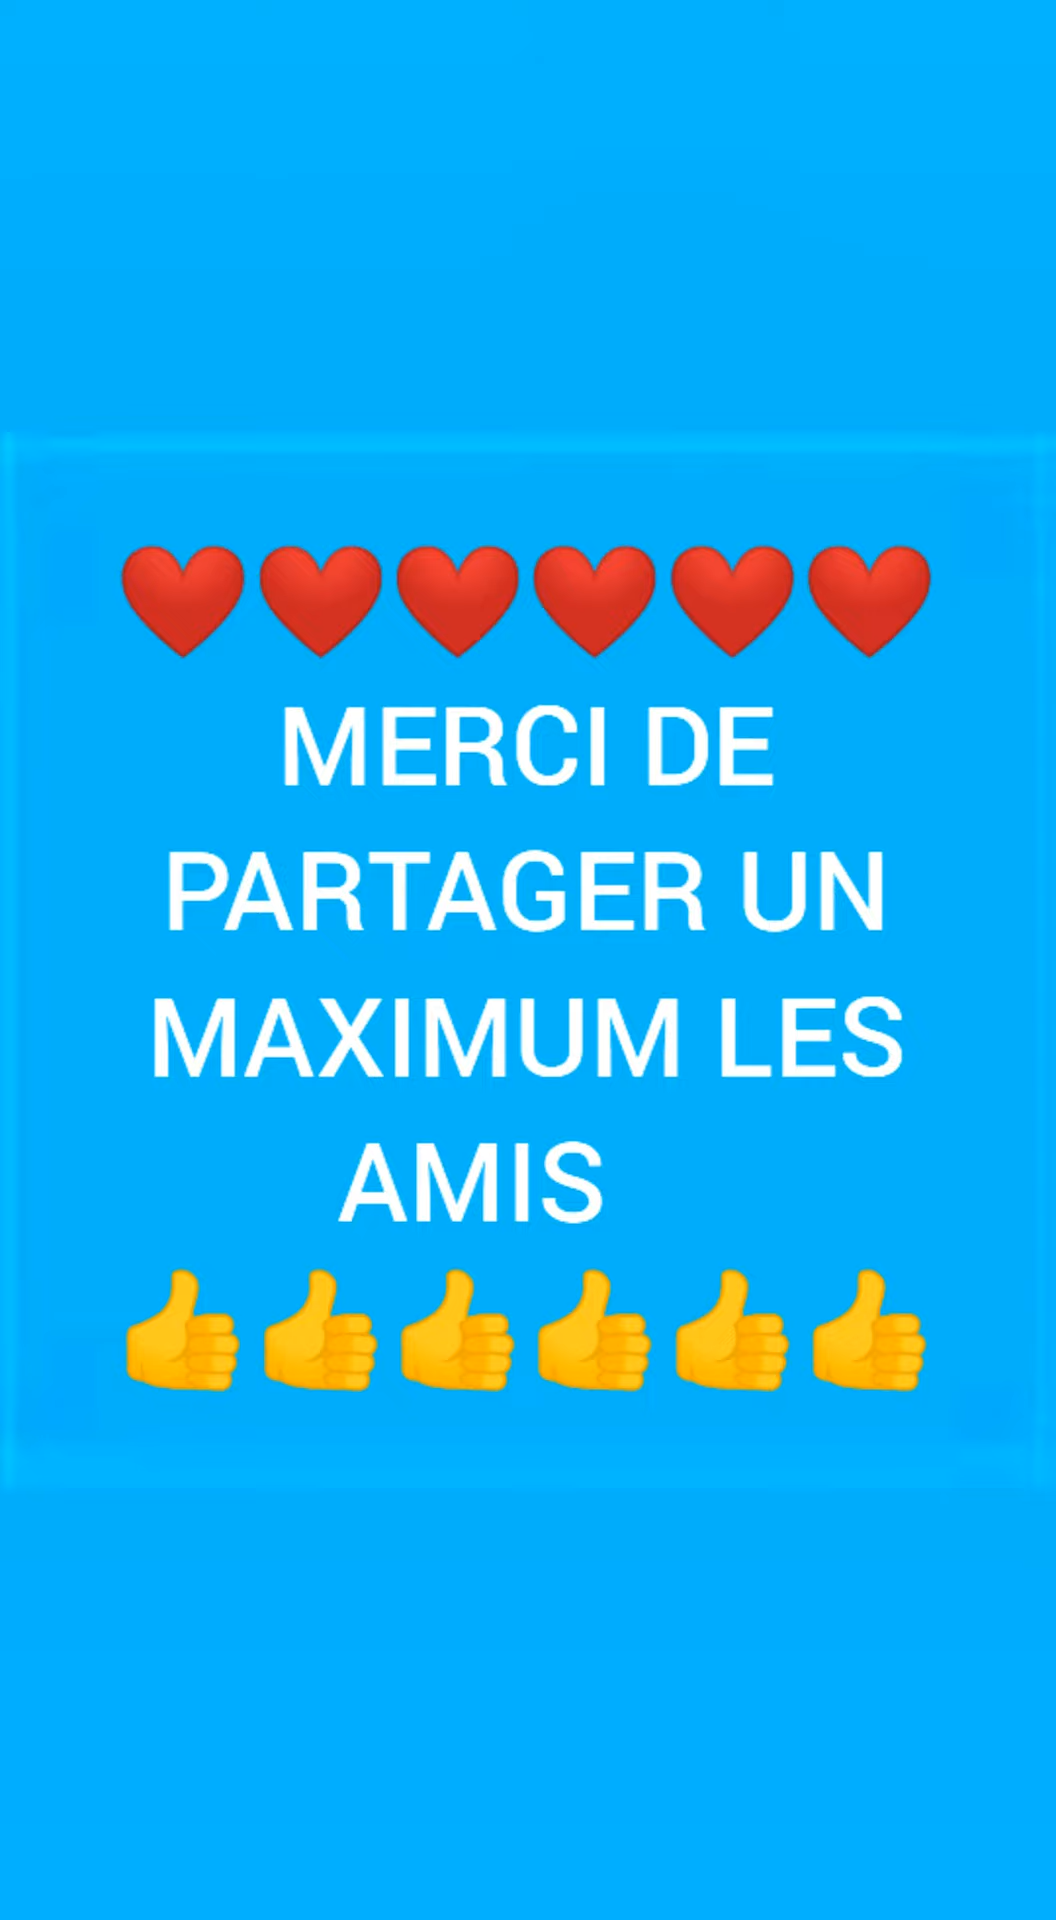 ❤️❤️❤️❤️❤️❤️
MERCI DE
PARTAGER UN
MAXIMUM LES
AMIS
👍👍👍👍👍👍